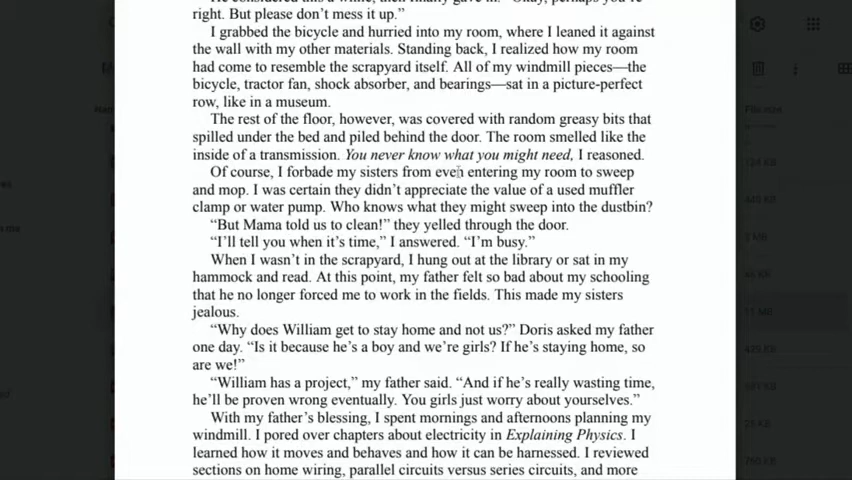 right. But please don't mess it up."
I grabbed the bicycle and hurried into my room, where I leaned it against
the wall with my other materials. Standing back, I realized how my room
had come to resemble the scrapyard itself. All of my windmill pieces—the
bicycle, tractor fan, shock absorber, and bearings—sat in a picture-perfect
row, like in a museum.
The rest of the floor, however, was covered with random greasy bits that
spilled under the bed and piled behind the door. The room smelled like the
inside of a transmission. You never know what you might need, I reasoned.
Of course, I forbade my sisters from even entering my room to sweep
and mop. I was certain they didn't appreciate the value of a used muffler
clamp or water pump. Who knows what they might sweep into the dustbin?
"But Mama told us to clean!" they yelled through the door.
"I'll tell you when it's time," I answered. "I'm busy."
When I wasn't in the scrapyard, I hung out at the library or sat in my
hammock and read. At this point, my father felt so bad about my schooling
that he no longer forced me to work in the fields. This made my sisters
jealous.
"Why does William get to stay home and not us?" Doris asked my father
one day. "Is it because he's a boy and we're girls? If he's staying home, so
are we!"
"William has a project," my father said. "And if he's really wasting time,
he'll be proven wrong eventually. You girls just worry about yourselves."
With my father's blessing, I spent mornings and afternoons planning my
windmill. I pored over chapters about electricity in Explaining Physics. I
learned how it moves and behaves and how it can be harnessed. I reviewed
sections on home wiring, parallel circuits versus series circuits, and more
File size